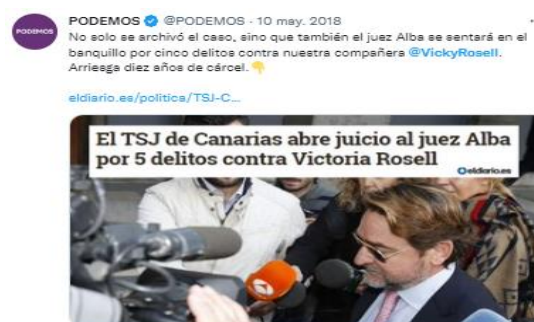 PODEMOS
PODEMOS @PODEMOS · 10 may. 2018
No solo se archivó el caso, sino que también el juez Alba se sentará en el
banquillo por cinco delitos contra nuestra compañera @VickyRosell.
Arriesga diez años de cárcel.👇
eldiario.es/politica/TSJ-C...
El TSJ de Canarias abre juicio al juez Alba
por 5 delitos contra Victoria Rosell
eldiario.es